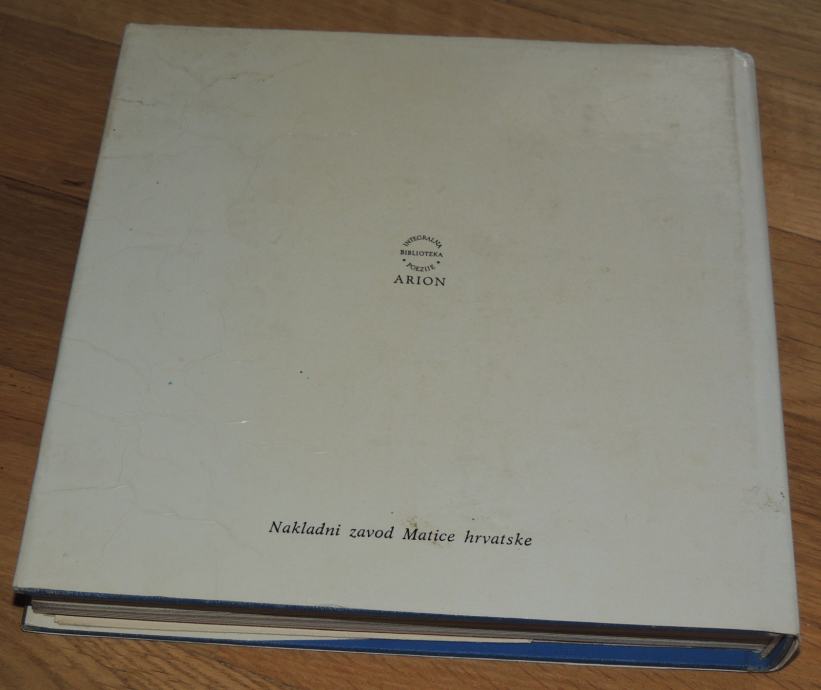 INTEGRALNA
BIBLIOTEKA
* POEZIJE *
ARION
Nakladni zavod Matice hrvatske